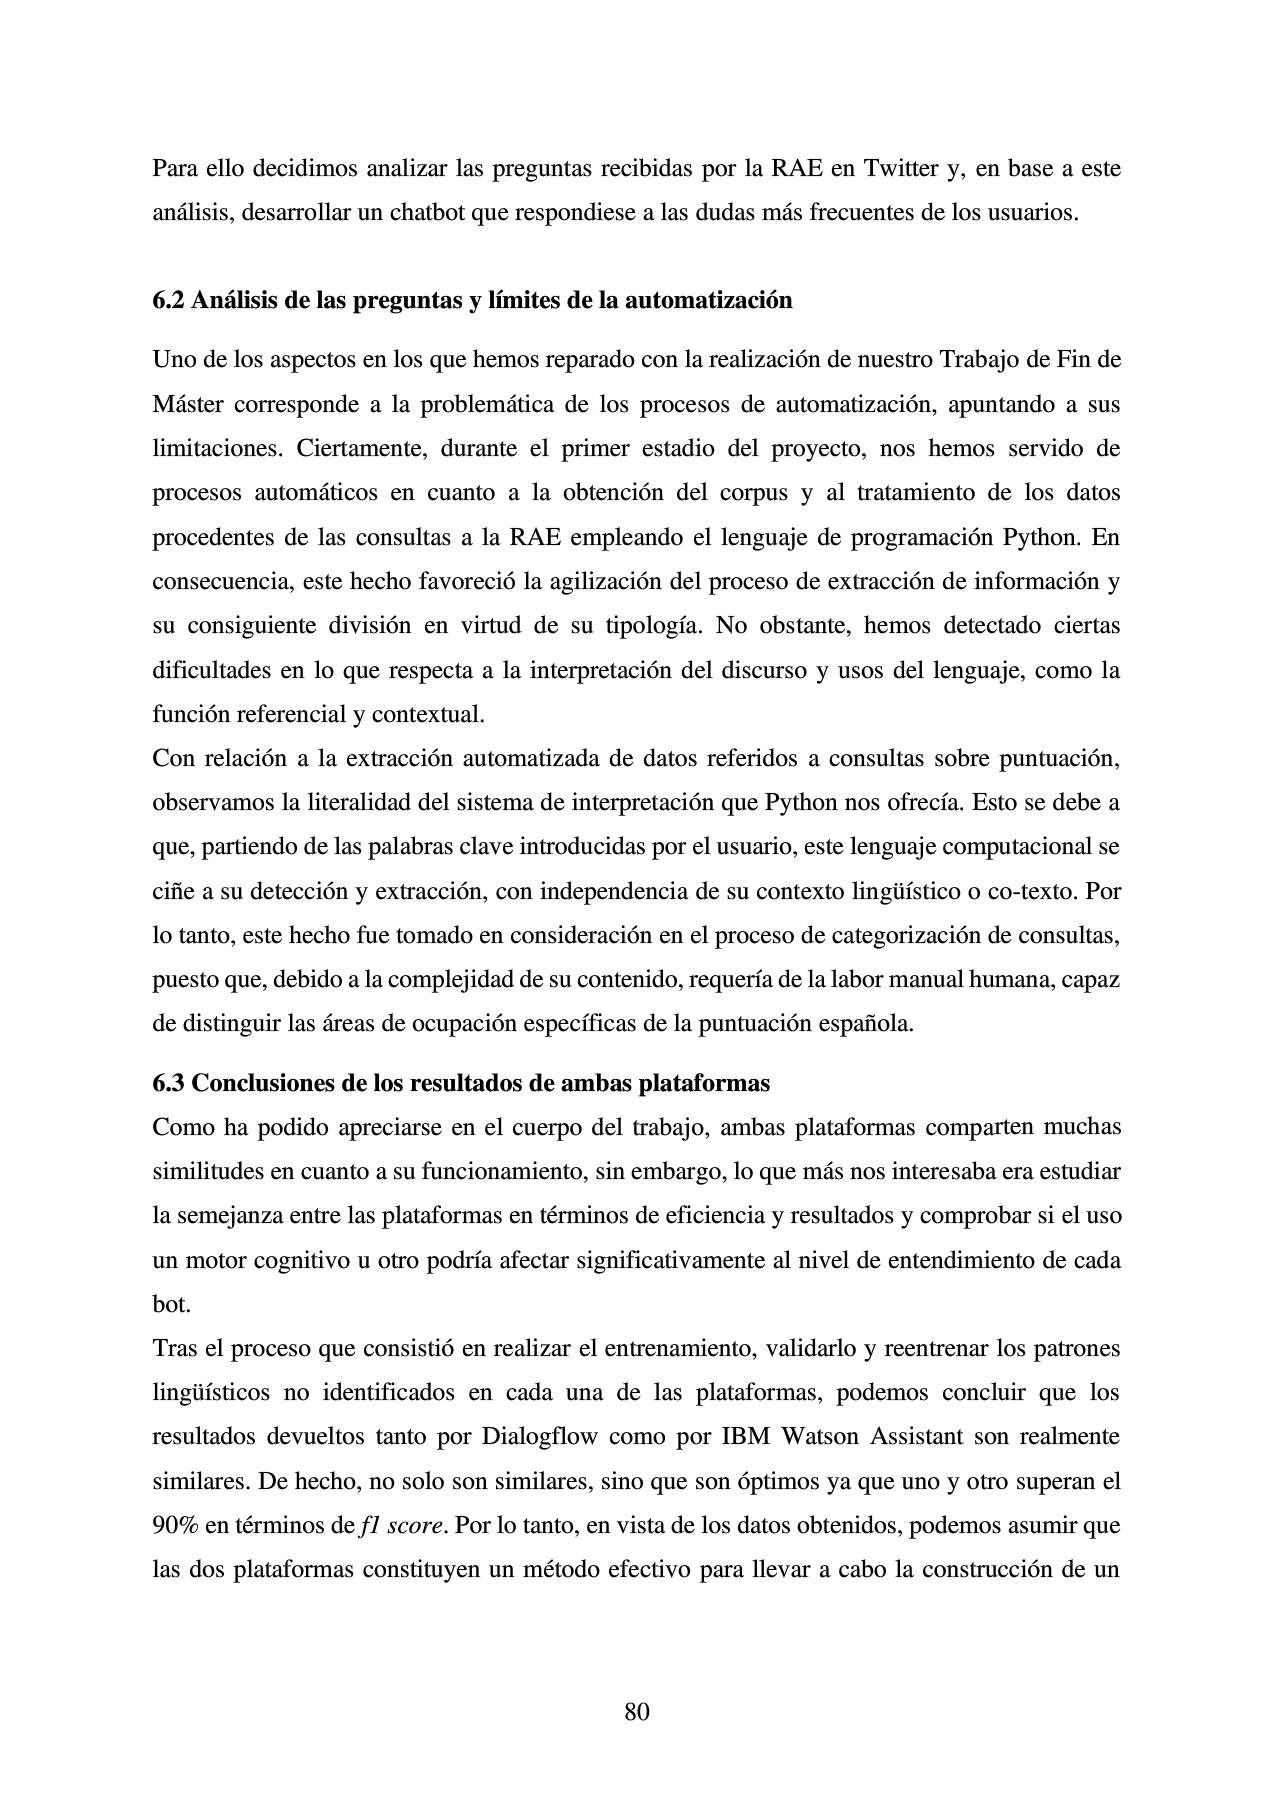 Para ello decidimos analizar las preguntas recibidas por la RAE en Twitter y, en base a este
análisis, desarrollar un chatbot que respondiese a las dudas más frecuentes de los usuarios.
6.2 Análisis de las preguntas y límites de la automatización
Uno de los aspectos en los que hemos reparado con la realización de nuestro Trabajo de Fin de
Máster corresponde a la problemática de los procesos de automatización, apuntando a sus
limitaciones. Ciertamente, durante el primer estadio del proyecto, nos hemos servido de
procesos automáticos en cuanto a la obtención del corpus y al tratamiento de los datos
procedentes de las consultas a la RAE empleando el lenguaje de programación Python. En
consecuencia, este hecho favoreció la agilización del proceso de extracción de información y
su consiguiente división en virtud de su tipología. No obstante, hemos detectado ciertas
dificultades en lo que respecta a la interpretación del discurso y usos del lenguaje, como la
función referencial y contextual.
Con relación a la extracción automatizada de datos referidos a consultas sobre puntuación,
observamos la literalidad del sistema de interpretación que Python nos ofrecía. Esto se debe a
que, partiendo de las palabras clave introducidas por el usuario, este lenguaje computacional se
ciñe a su detección y extracción, con independencia de su contexto lingüístico o co-texto. Por
lo tanto, este hecho fue tomado en consideración en el proceso de categorización de consultas,
puesto que, debido a la complejidad de su contenido, requería de la labor manual humana, capaz
de distinguir las áreas de ocupación específicas de la puntuación española.
6.3 Conclusiones de los resultados de ambas plataformas
Como ha podido apreciarse en el cuerpo del trabajo, ambas plataformas comparten muchas
similitudes en cuanto a su funcionamiento, sin embargo, lo que más nos interesaba era estudiar
la semejanza entre las plataformas en términos de eficiencia y resultados y comprobar si el uso
un motor cognitivo u otro podría afectar significativamente al nivel de entendimiento de cada
bot.
Tras el proceso que consistió en realizar el entrenamiento, validarlo y reentrenar los patrones
lingüísticos no identificados en cada una de las plataformas, podemos concluir que los
resultados devueltos tanto por Dialogflow como por IBM Watson Assistant son realmente
similares. De hecho, no solo son similares, sino que son óptimos ya que uno y otro superan el
90% en términos de f1 score. Por lo tanto, en vista de los datos obtenidos, podemos asumir que
las dos plataformas constituyen un método efectivo para llevar a cabo la construcción de un
80